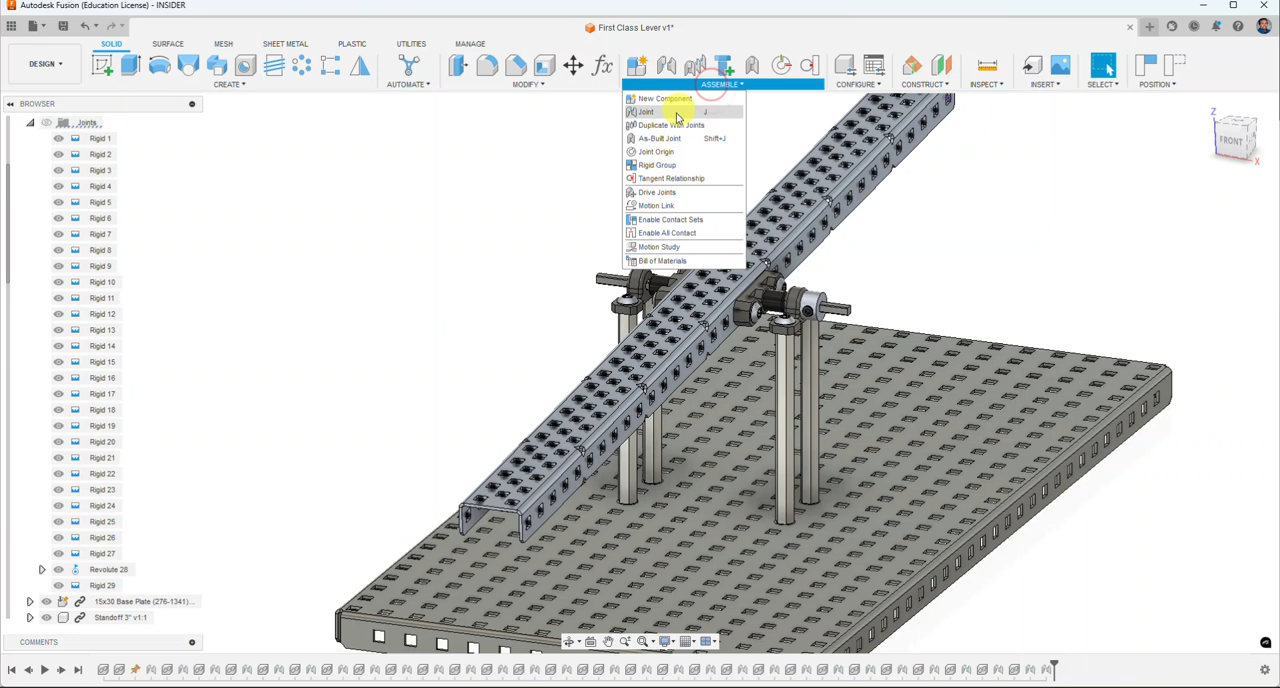 Autodesk Fusion (Education License) - INSIDER
First Class Lever v1*
SOLID SURFACE MESH SHEET METAL PLASTIC UTILITIES MANAGE
DESIGN
CREATE AUTOMATE MODIFY ASSEMBLE CONFIGURE CONSTRUCT INSPECT INSERT SELECT POSITION
BROWSER
New Component
Joint J
Duplicate With Joints
As-Built Joint Shift+J
Joint Origin
Rigid Group
Tangent Relationship
Drive Joints
Motion Link
Enable Contact Sets
Enable All Contact
Motion Study
Bill of Materials
Z
FRONT
X
Joints
Rigid 1
Rigid 2
Rigid 3
Rigid 4
Rigid 5
Rigid 6
Rigid 7
Rigid 8
Rigid 9
Rigid 10
Rigid 11
Rigid 12
Rigid 13
Rigid 14
Rigid 15
Rigid 16
Rigid 17
Rigid 18
Rigid 19
Rigid 20
Rigid 21
Rigid 22
Rigid 23
Rigid 24
Rigid 25
Rigid 26
Rigid 27
Revolute 28
Rigid 29
15x30 Base Plate (276-1341)...
Standoff 3" v1:1
COMMENTS